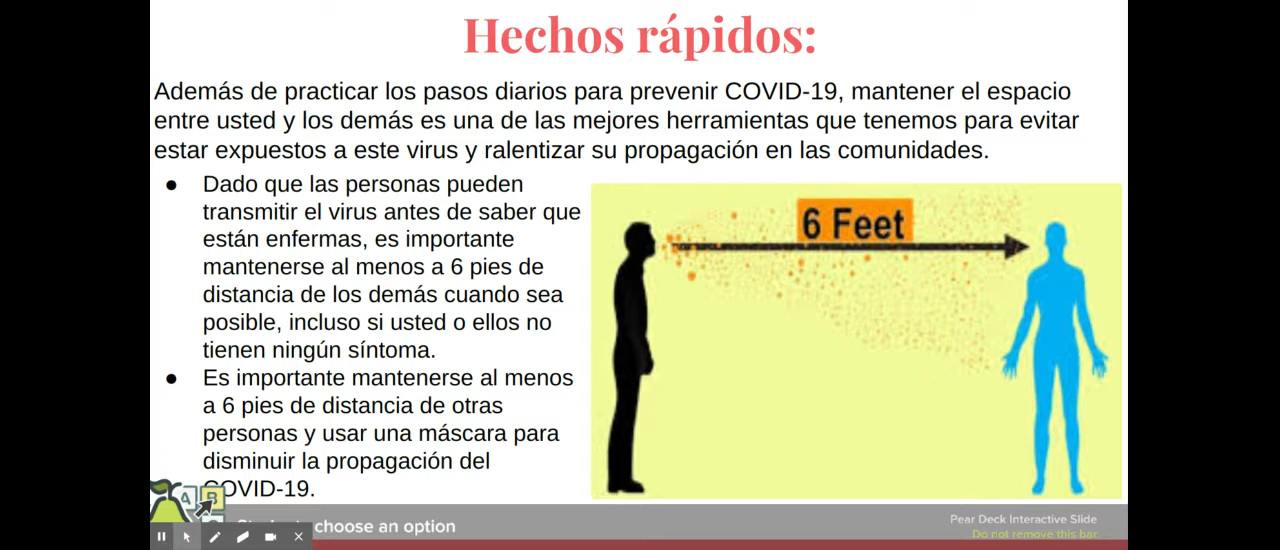 Hechos rápidos:
Además de practicar los pasos diarios para prevenir COVID-19, mantener el espacio
entre usted y los demás es una de las mejores herramientas que tenemos para evitar
estar expuestos a este virus y ralentizar su propagación en las comunidades.
● Dado que las personas pueden
transmitir el virus antes de saber que
están enfermas, es importante
mantenerse al menos a 6 pies de
distancia de los demás cuando sea
posible, incluso si usted o ellos no
tienen ningún síntoma.
● Es importante mantenerse al menos
a 6 pies de distancia de otras
personas y usar una máscara para
disminuir la propagación del
COVID-19.
6 Feet
A B
choose an option
Pear Deck Interactive Slide
Do not remove this bar